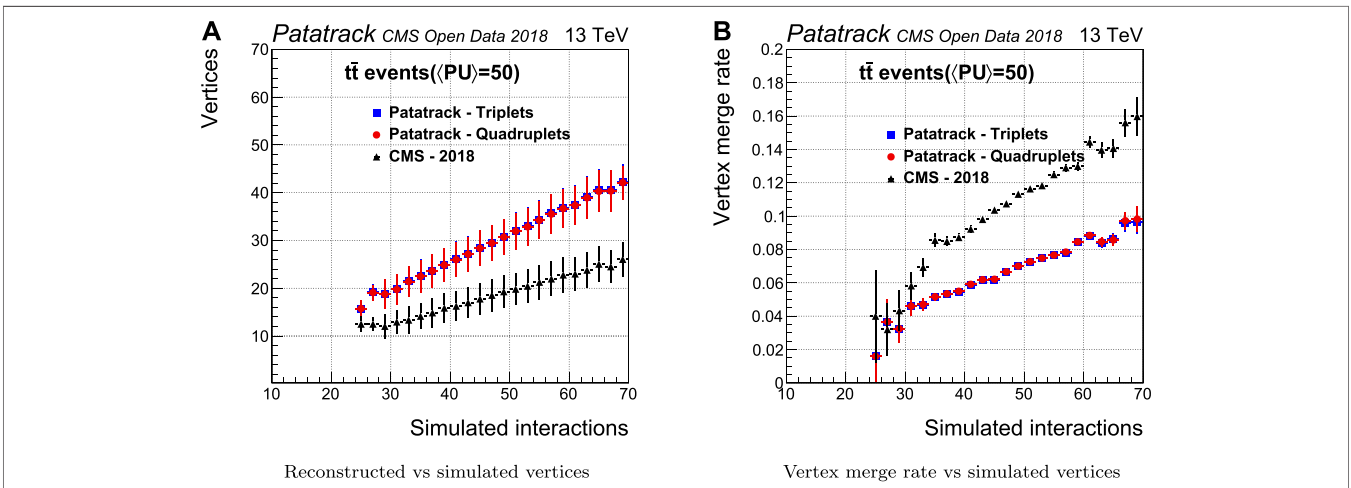 A
Patatrack CMS Open Data 2018 13 TeV
Vertices
70
60
50
40
30
20
10
tt̄ events(⟨PU⟩=50)
Patatrack - Triplets
Patatrack - Quadruplets
CMS - 2018
10 20 30 40 50 60 70
Simulated interactions
Reconstructed vs simulated vertices
B
Patatrack CMS Open Data 2018 13 TeV
Vertex merge rate
0.2
0.18
0.16
0.14
0.12
0.1
0.08
0.06
0.04
0.02
0
tt̄ events(⟨PU⟩=50)
Patatrack - Triplets
Patatrack - Quadruplets
CMS - 2018
10 20 30 40 50 60 70
Simulated interactions
Vertex merge rate vs simulated vertices